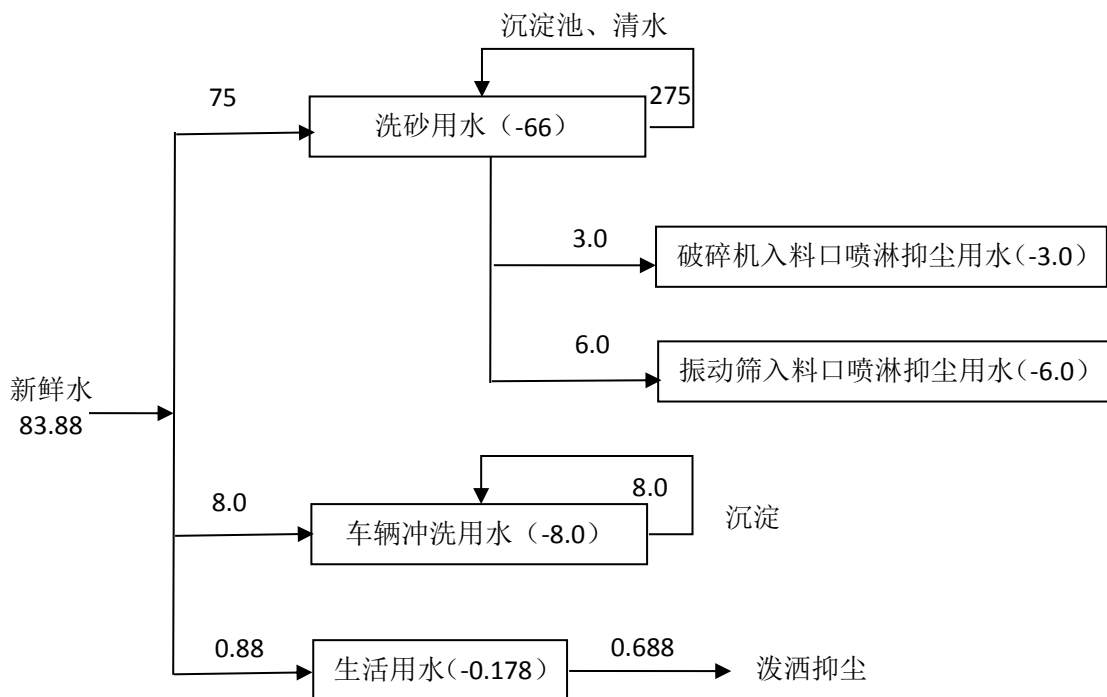 沉淀池、清水
75
275
洗砂用水（-66）
3.0
破碎机入料口喷淋抑尘用水（-3.0）
6.0
振动筛入料口喷淋抑尘用水（-6.0）
新鲜水
83.88
8.0
8.0
车辆冲洗用水（-8.0）
沉淀
0.88
生活用水（-0.178）
0.688
泼洒抑尘